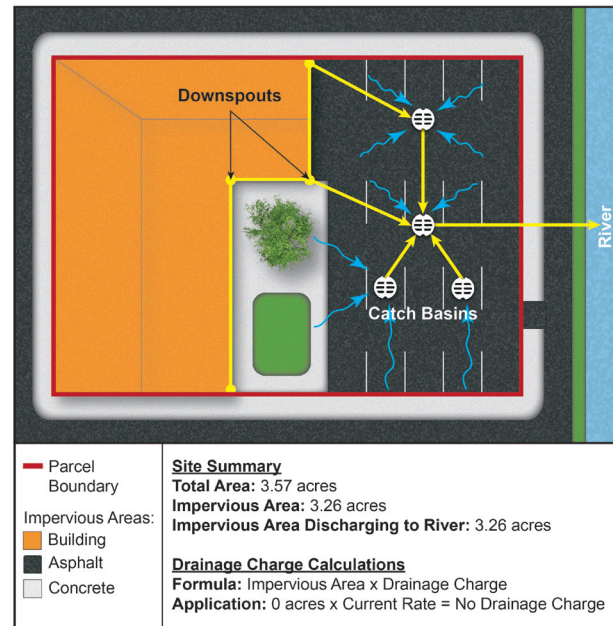 Downspouts
River
Catch Basins
Parcel
Boundary
Impervious Areas:
Building
Asphalt
Concrete
Site Summary
Total Area: 3.57 acres
Impervious Area: 3.26 acres
Impervious Area Discharging to River: 3.26 acres
Drainage Charge Calculations
Formula: Impervious Area x Drainage Charge
Application: 0 acres x Current Rate = No Drainage Charge